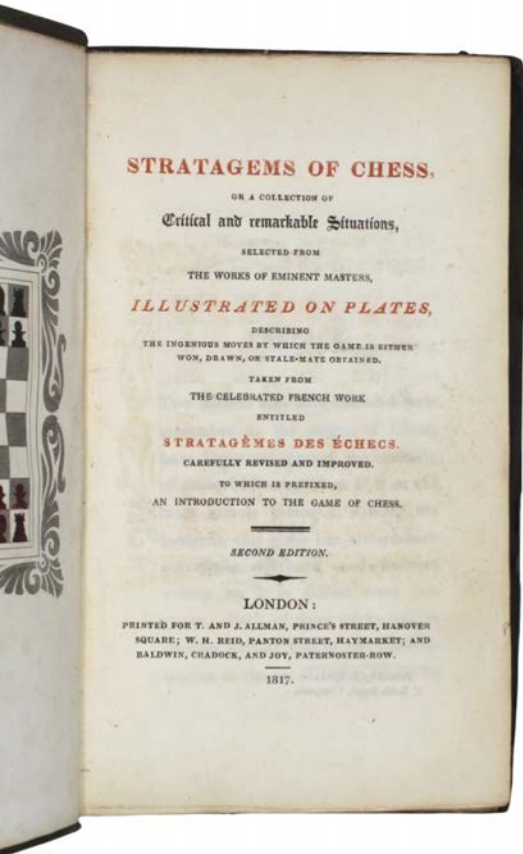 STRATAGEMS OF CHESS,
OR A COLLECTION OF
Critical and remarkable Situations,
SELECTED FROM
THE WORKS OF EMINENT MASTERS,
ILLUSTRATED ON PLATES,
DESCRIBING
THE INGENIOUS MOVES BY WHICH THE GAME IS EITHER
WON, DRAWN, OR STALE-MATE OBTAINED.
TAKEN FROM
THE CELEBRATED FRENCH WORK
ENTITLED
STRATAGÈMES DES ÉCHECS.
CAREFULLY REVISED AND IMPROVED.
TO WHICH IS PREFIXED,
AN INTRODUCTION TO THE GAME OF CHESS.
SECOND EDITION.
LONDON:
PRINTED FOR T. AND J. ALLMAN, PRINCE'S STREET, HANOVER
SQUARE; W. H. REID, PANTON STREET, HAYMARKET; AND
BALDWIN, CRADOCK, AND JOY, PATERNOSTER-ROW.
1817.